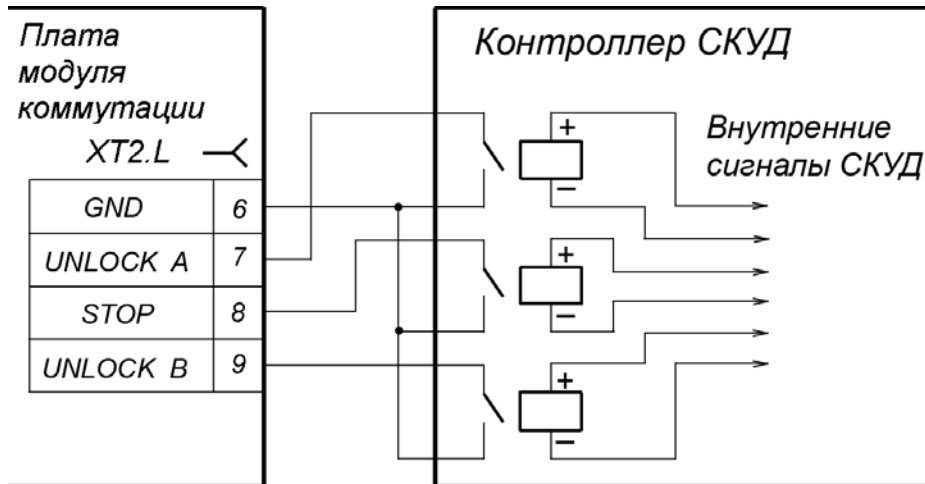 Плата
модуля
коммутации
XT2.L
GND 6
UNLOCK A 7
STOP 8
UNLOCK B 9
Контроллер СКУД
Внутренние
сигналы СКУД
+
−
+
−
+
−